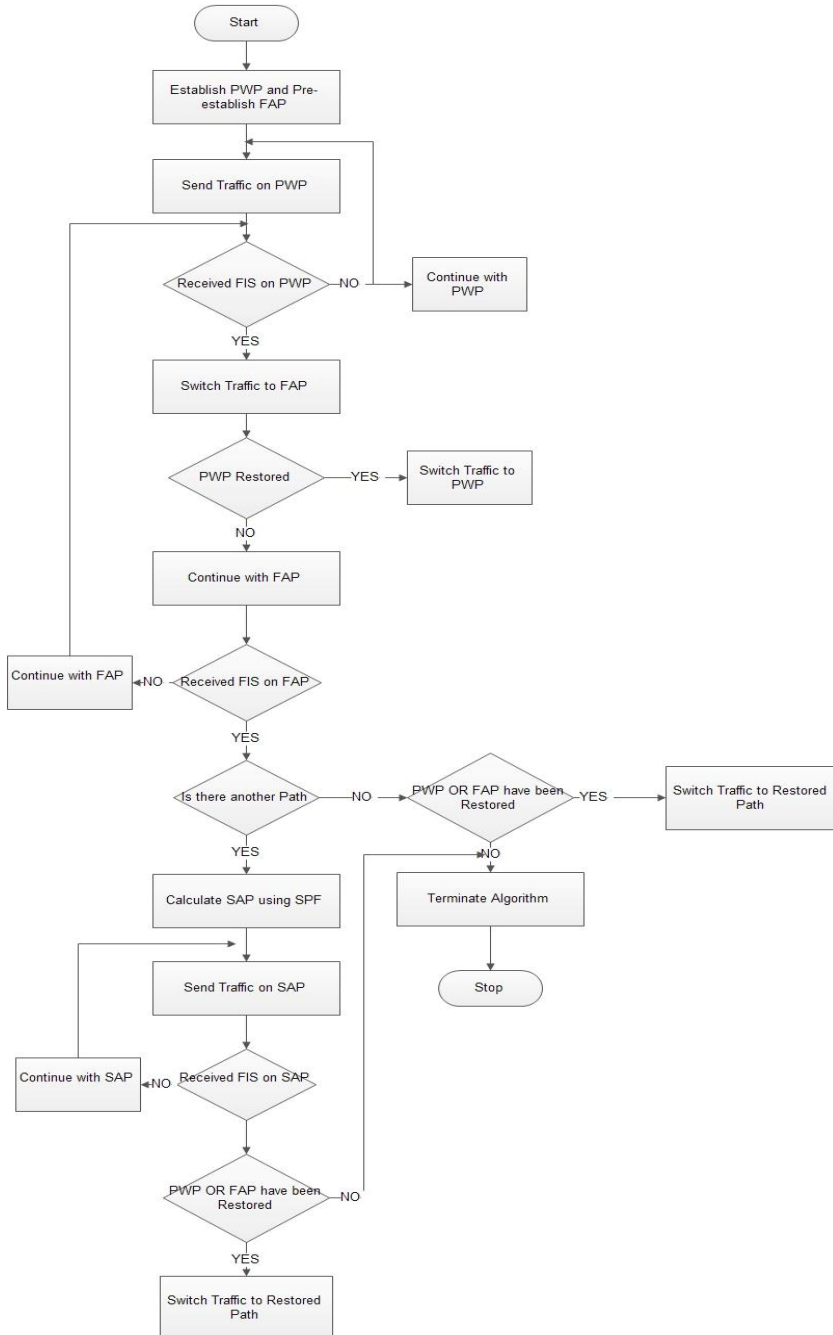 Start
Establish PWP and Pre-
establish FAP
Send Traffic on PWP
Received FIS on PWP
NO
Continue with
PWP
YES
Switch Traffic to FAP
PWP Restored
YES
Switch Traffic to
PWP
NO
Continue with FAP
Continue with FAP
NO
Received FIS on FAP
YES
Is there another Path
NO
PWP OR FAP have been
Restored
YES
Switch Traffic to Restored
Path
YES
NO
Calculate SAP using SPF
Terminate Algorithm
Send Traffic on SAP
Stop
Continue with SAP
NO
Received FIS on SAP
PWP OR FAP have been
Restored
NO
YES
Switch Traffic to Restored
Path